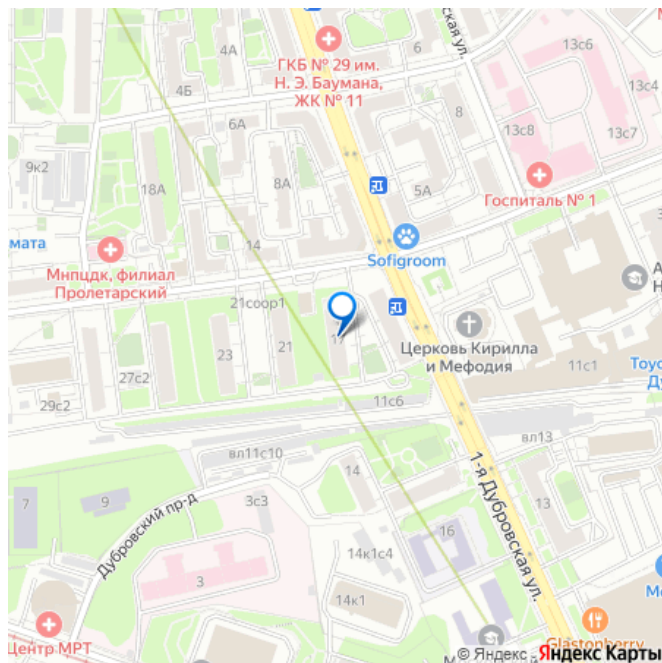 4А
6
13с6
ГКБ № 29 им.
Н. Э. Баумана,
ЖК № 11
4Б
13с4
6А
8
13с8
13с7
9к2
18А
8А
5А
Госпиталь № 1
14
Sofigroom
Мнпцдк, филиал
Пролетарский
21соор1
23
21
Церковь Кирилла
и Мефодия
11с1
27с2
29с2
11с6
вл13
вл11с10
1-я Дубровская ул.
14
7
9
3с3
13
Дубровский пр-д
16
3
14к1с4
14к1
Центр МРТ
Glastonberry
© Яндекс Яндекс Карты